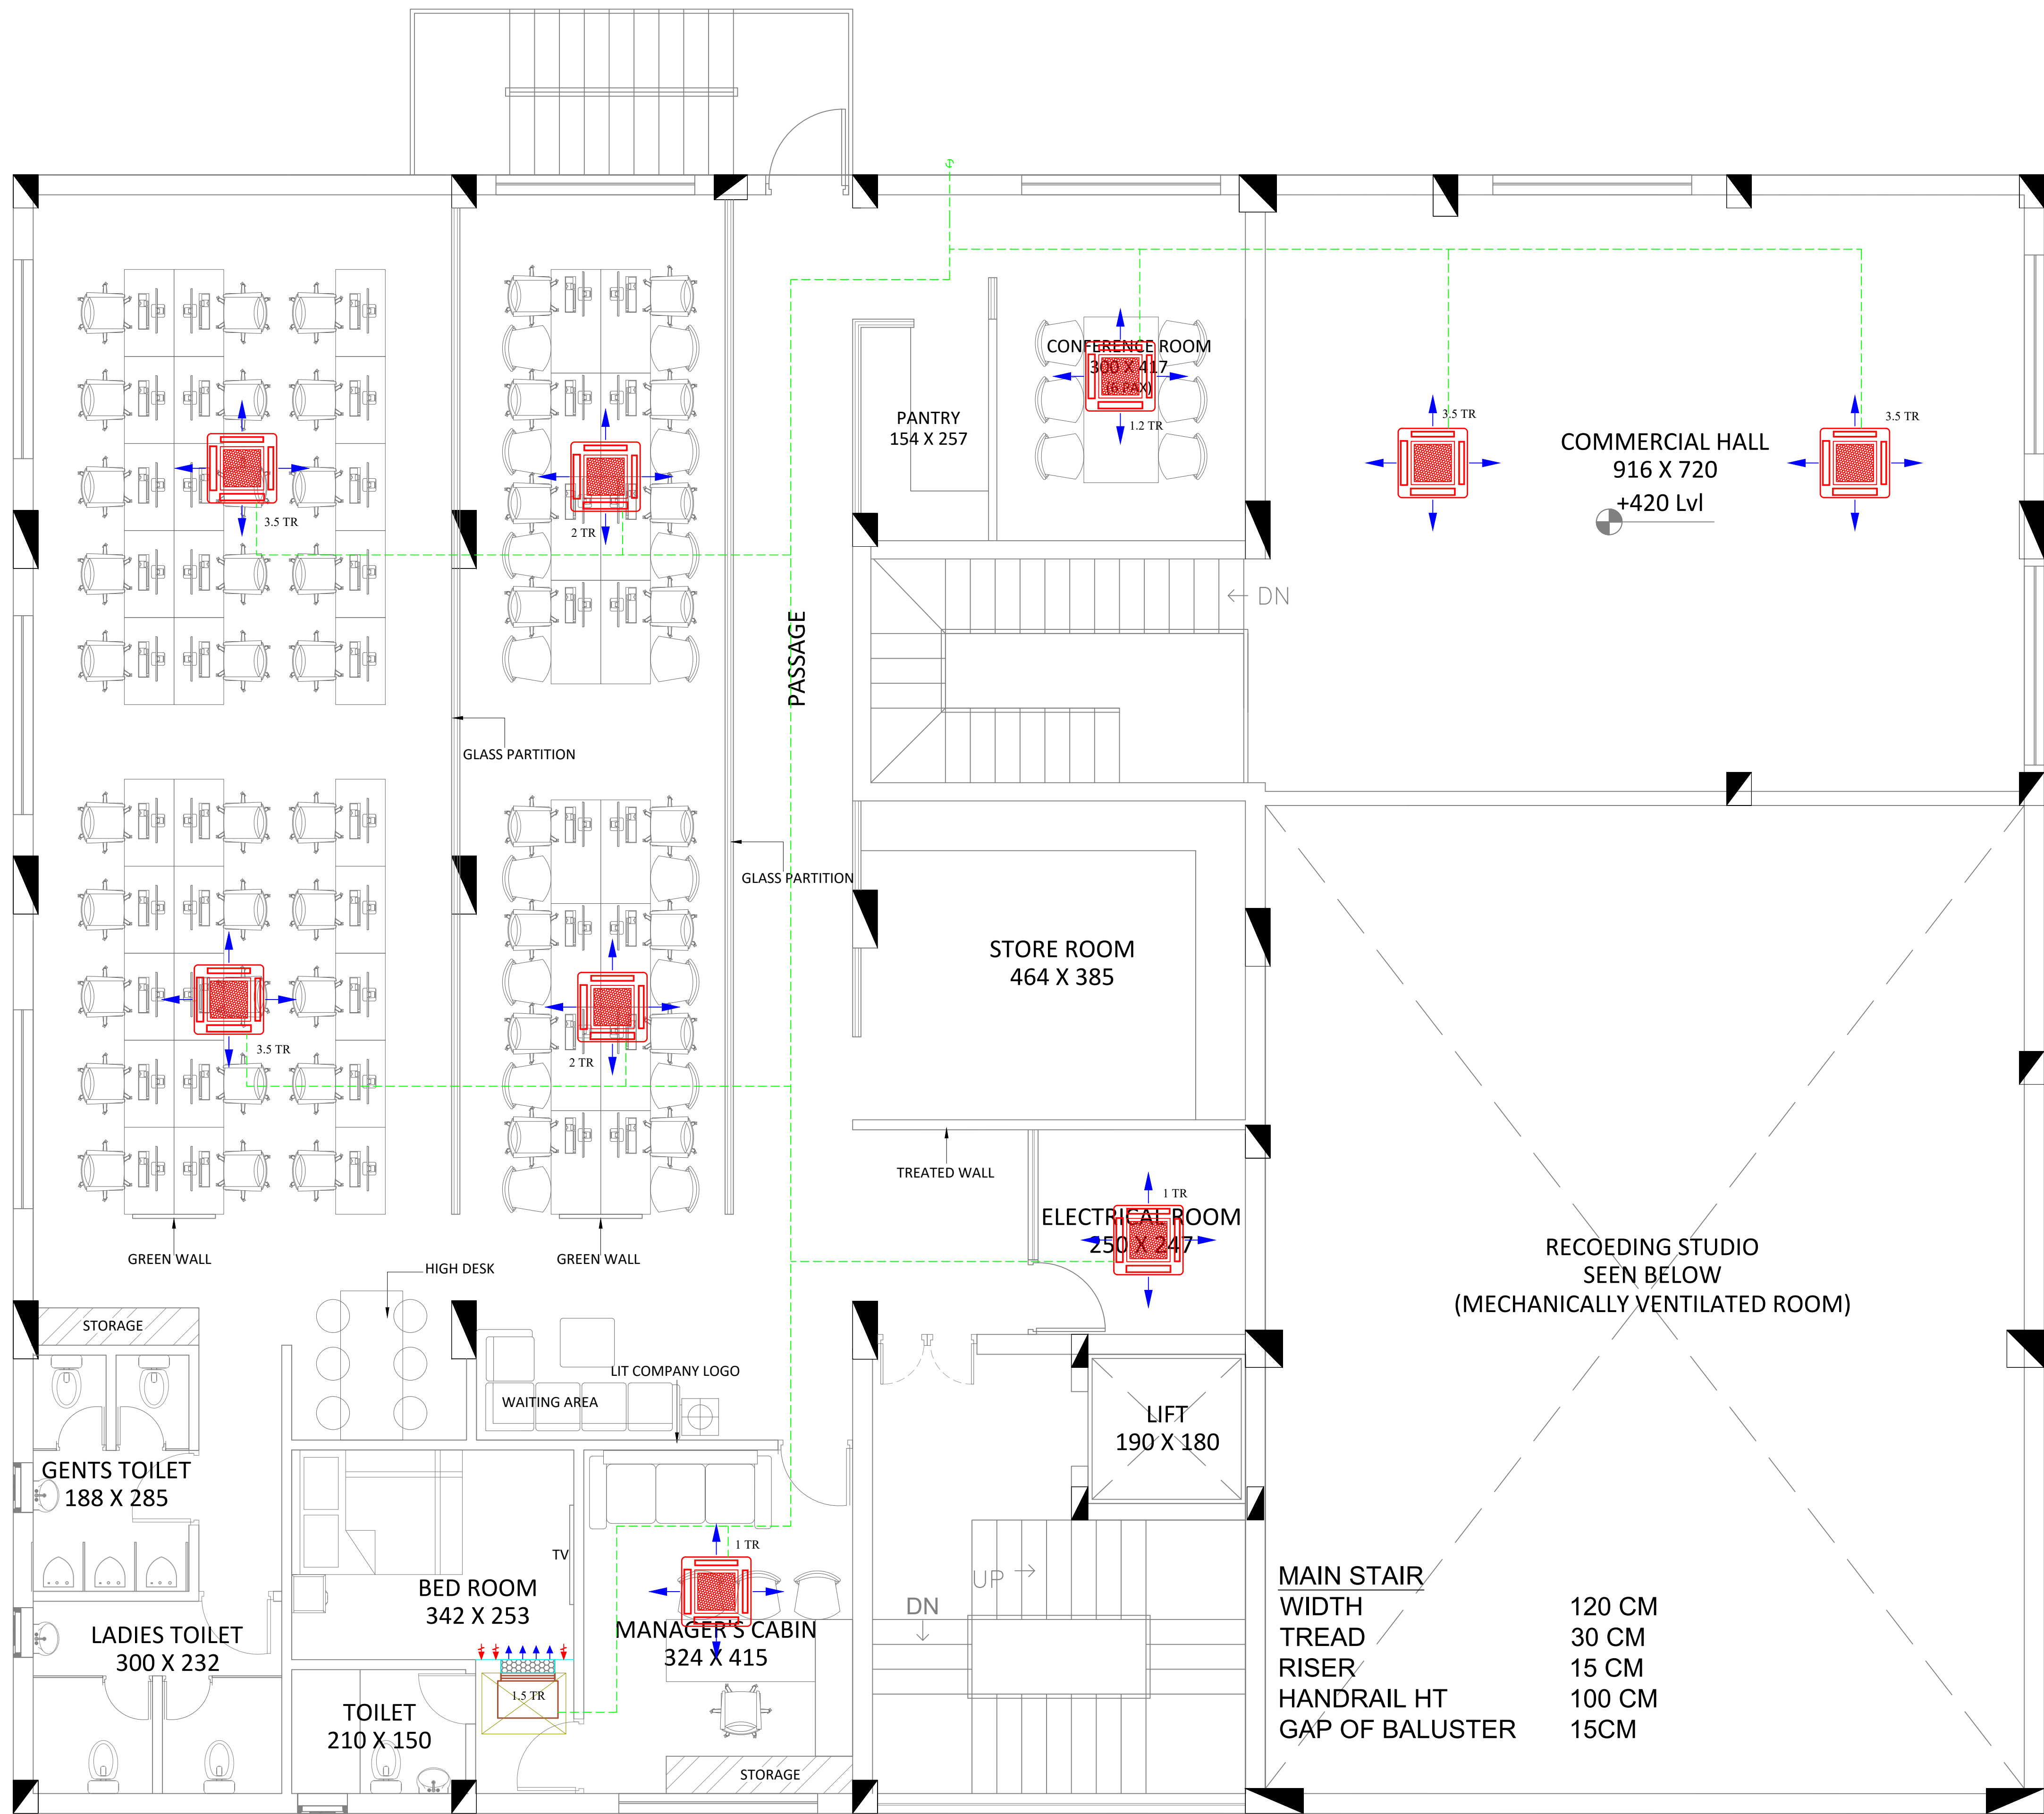 CONFERENCE ROOM
300 X 417
(6 PAX)
1.2 TR
PANTRY
154 X 257
3.5 TR
3.5 TR
COMMERCIAL HALL
916 X 720
+420 Lvl
3.5 TR
2 TR
DN
PASSAGE
GLASS PARTITION
GLASS PARTITION
STORE ROOM
464 X 385
3.5 TR
2 TR
TREATED WALL
1 TR
ELECTRICAL ROOM
250 X 247
GREEN WALL
GREEN WALL
HIGH DESK
RECOEDING STUDIO
SEEN BELOW
(MECHANICALLY VENTILATED ROOM)
STORAGE
LIT COMPANY LOGO
WAITING AREA
LIFT
190 X 180
GENTS TOILET
188 X 285
TV
1 TR
BED ROOM
342 X 253
UP
DN
MANAGER'S CABIN
324 X 415
LADIES TOILET
300 X 232
1.5 TR
TOILET
210 X 150
STORAGE
MAIN STAIR
WIDTH 120 CM
TREAD 30 CM
RISER 15 CM
HANDRAIL HT 100 CM
GAP OF BALUSTER 15CM